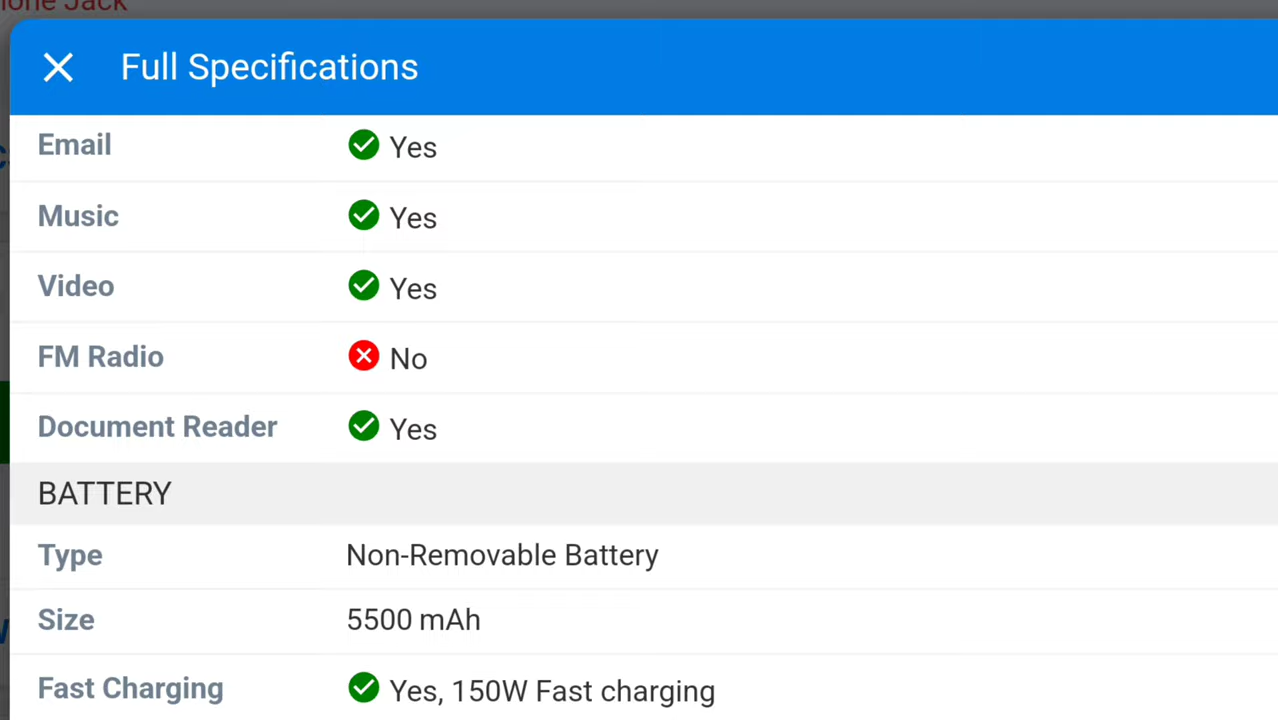 Full Specifications
Email Yes
Music Yes
Video Yes
FM Radio No
Document Reader Yes
BATTERY
Type Non-Removable Battery
Size 5500 mAh
Fast Charging Yes, 150W Fast charging